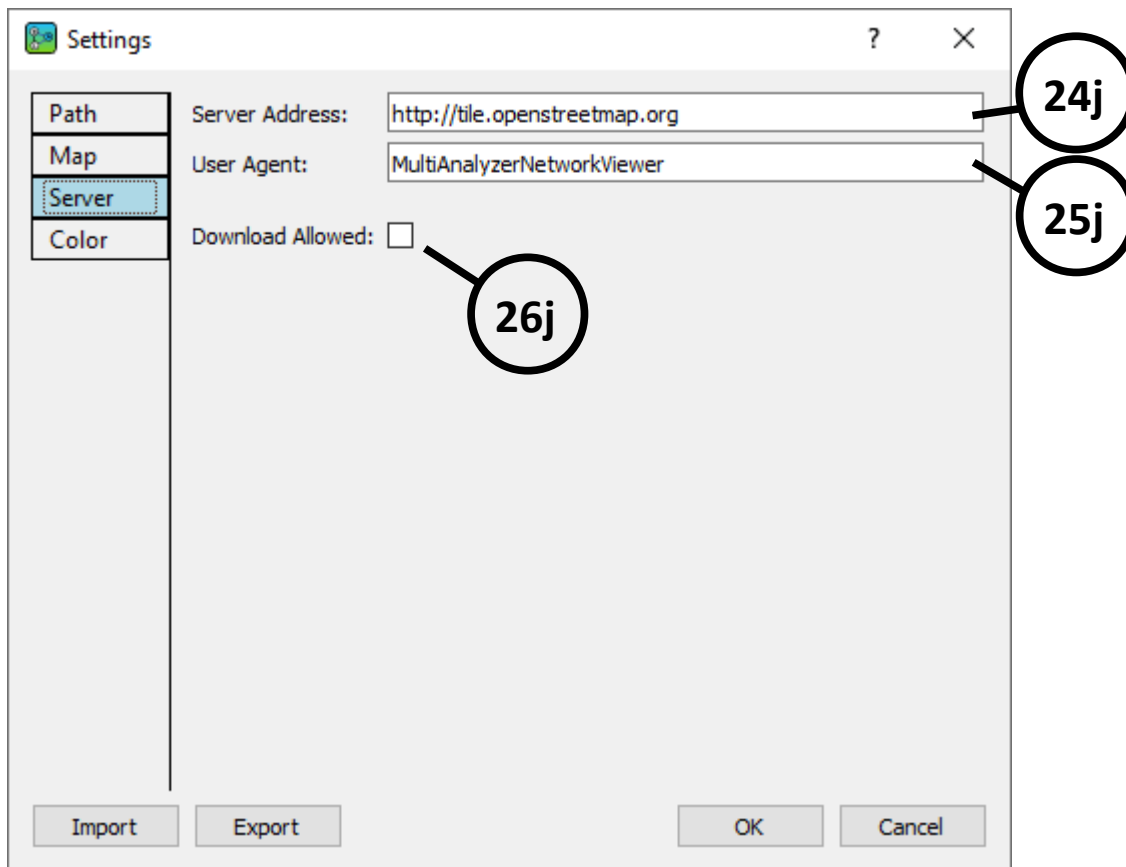 Settings ?
24j
Path Server Address: http://tile.openstreetmap.org
Map User Agent: MultiAnalyzerNetworkViewer
Server
25j
Color Download Allowed:
26j
Import Export OK Cancel